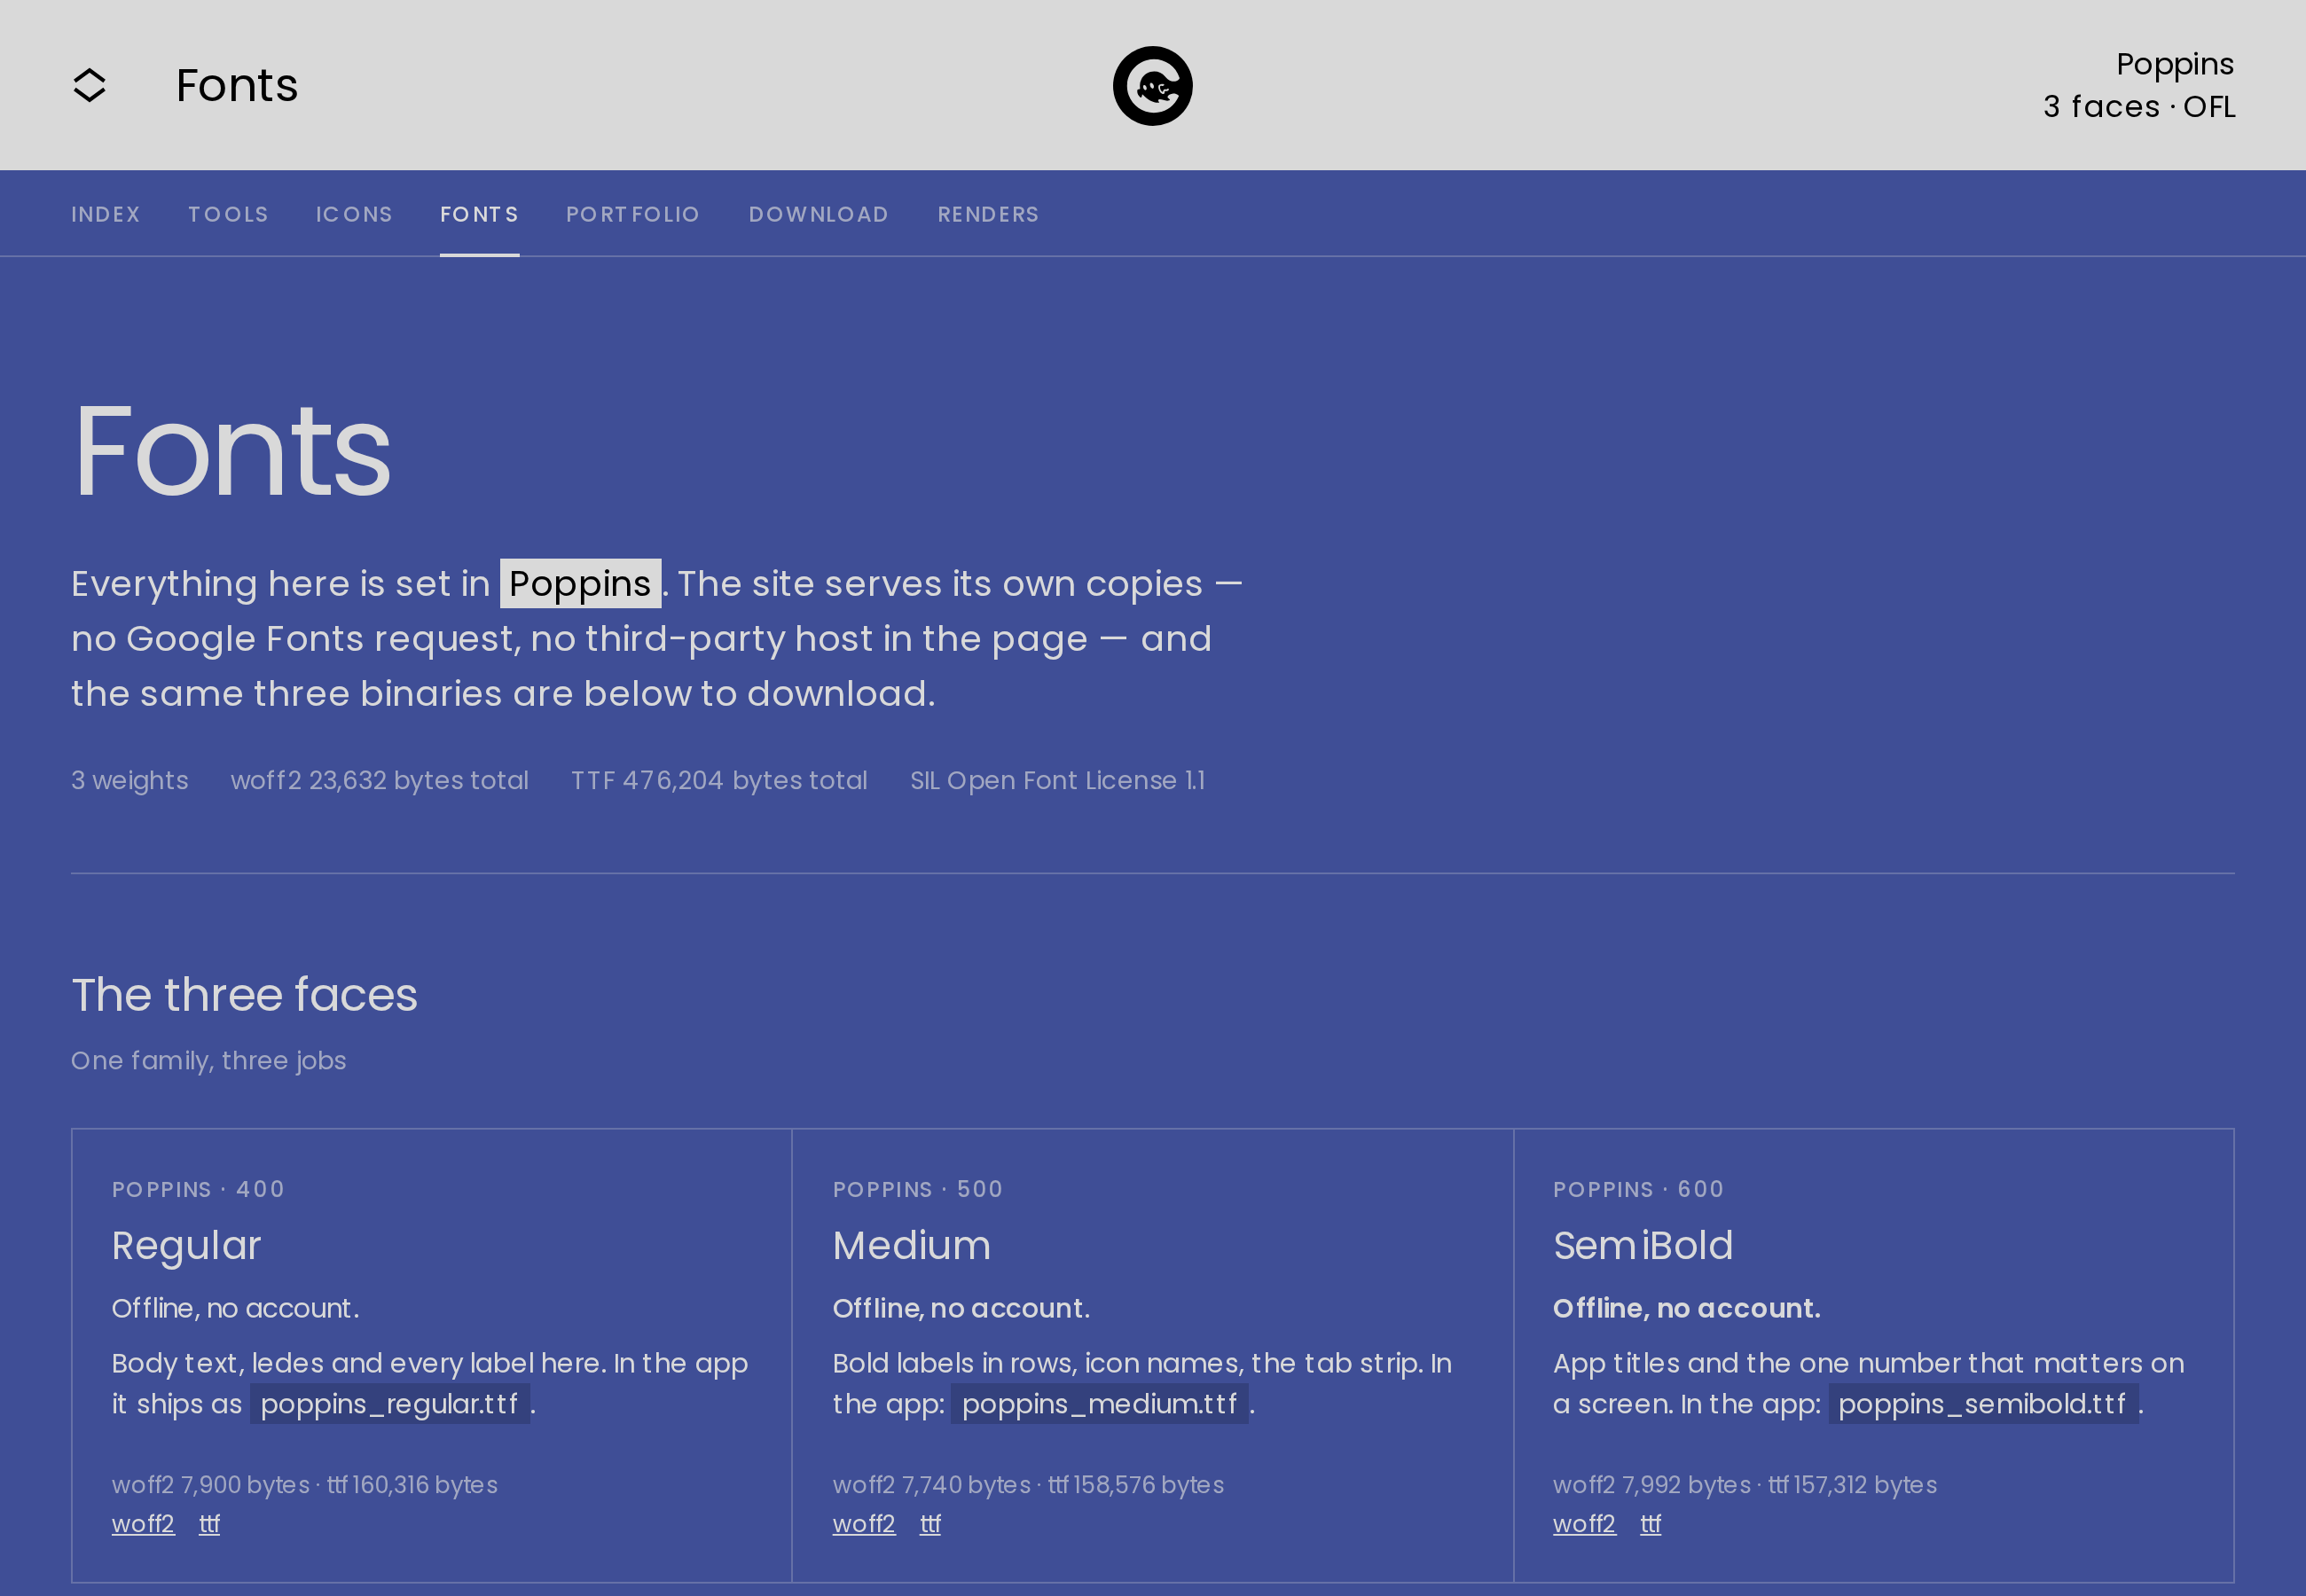 Fonts
Poppins
3 faces · OFL
INDEX TOOLS ICONS FONTS PORTFOLIO DOWNLOAD RENDERS
Fonts
Everything here is set in Poppins. The site serves its own copies —
no Google Fonts request, no third-party host in the page — and
the same three binaries are below to download.
3 weights woff2 23,632 bytes total TTF 476,204 bytes total SIL Open Font License 1.1
The three faces
One family, three jobs
POPPINS · 400
Regular
Offline, no account.
Body text, ledes and every label here. In the app
it ships as poppins_regular.ttf.
woff2 7,900 bytes · ttf 160,316 bytes
woff2 ttf
POPPINS · 500
Medium
Offline, no account.
Bold labels in rows, icon names, the tab strip. In
the app: poppins_medium.ttf.
woff2 7,740 bytes · ttf 158,576 bytes
woff2 ttf
POPPINS · 600
SemiBold
Offline, no account.
App titles and the one number that matters on
a screen. In the app: poppins_semibold.ttf.
woff2 7,992 bytes · ttf 157,312 bytes
woff2 ttf